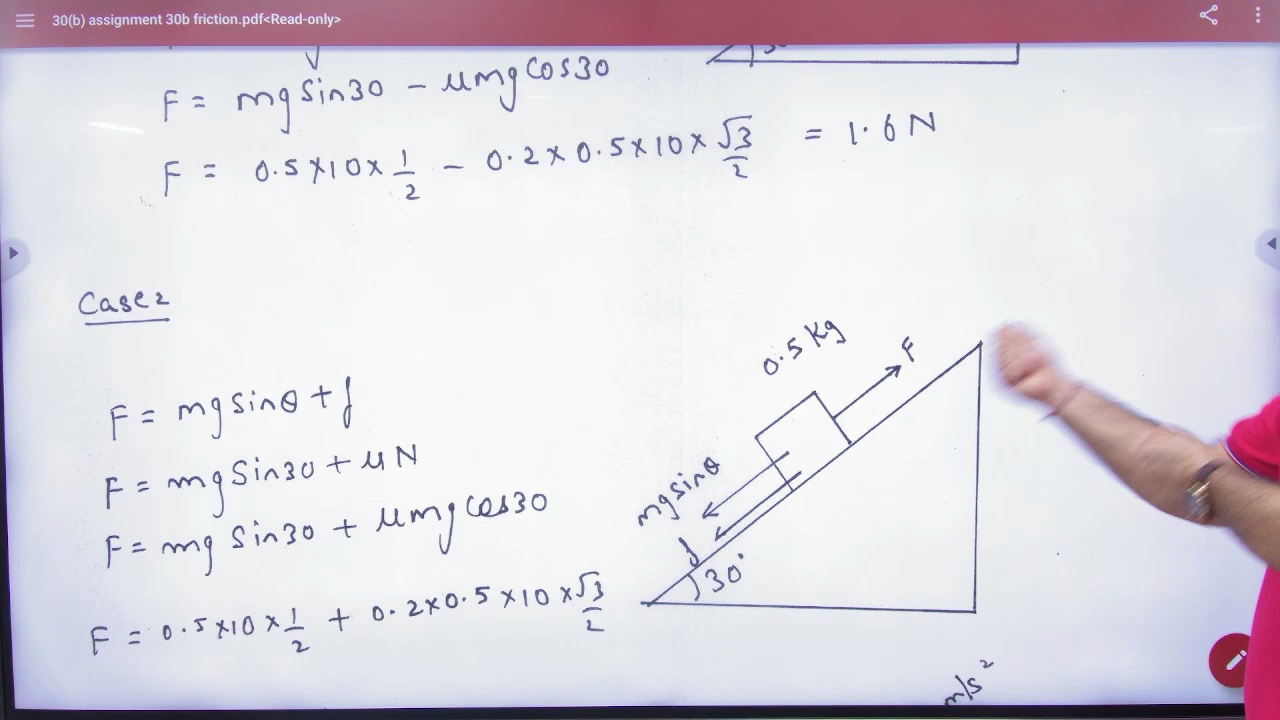 30(b) assignment 30b friction.pdf<Read-only>
F = mg sin30 - μmg cos30
F = 0.5 × 10 × 1/2 - 0.2 × 0.5 × 10 × √3/2 = 1.6 N
Case 2
F = mg sinθ + f
F = mg Sin30 + μN
F = mg Sin30 + μmg cos30
F = 0.5 × 10 × 1/2 + 0.2 × 0.5 × 10 × √3/2
0.5 Kg
F
mg sinθ
f
30°
m/s²